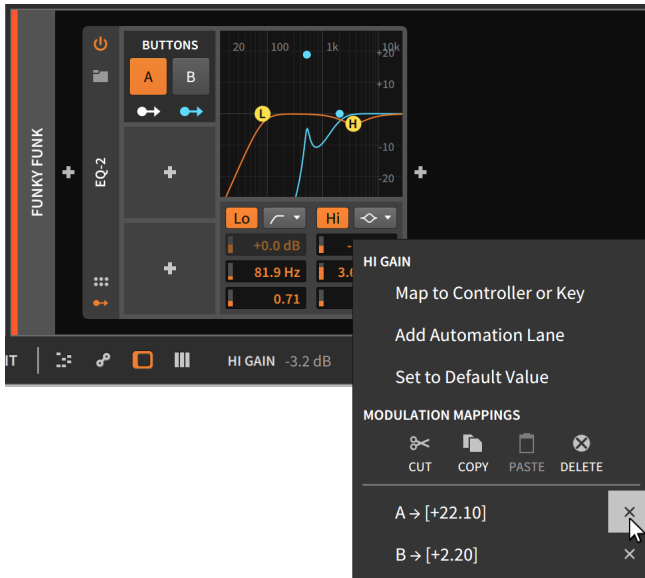 FUNKY FUNK
EQ-2
BUTTONS
A B
20 100 1k 10k
+20
+10
-10
-20
L
H
Lo Hi
+0.0 dB -
81.9 Hz 3.
0.71
IT HI GAIN -3.2 dB
HI GAIN
Map to Controller or Key
Add Automation Lane
Set to Default Value
MODULATION MAPPINGS
CUT COPY PASTE DELETE
A → [+22.10] ×
B → [+2.20] ×